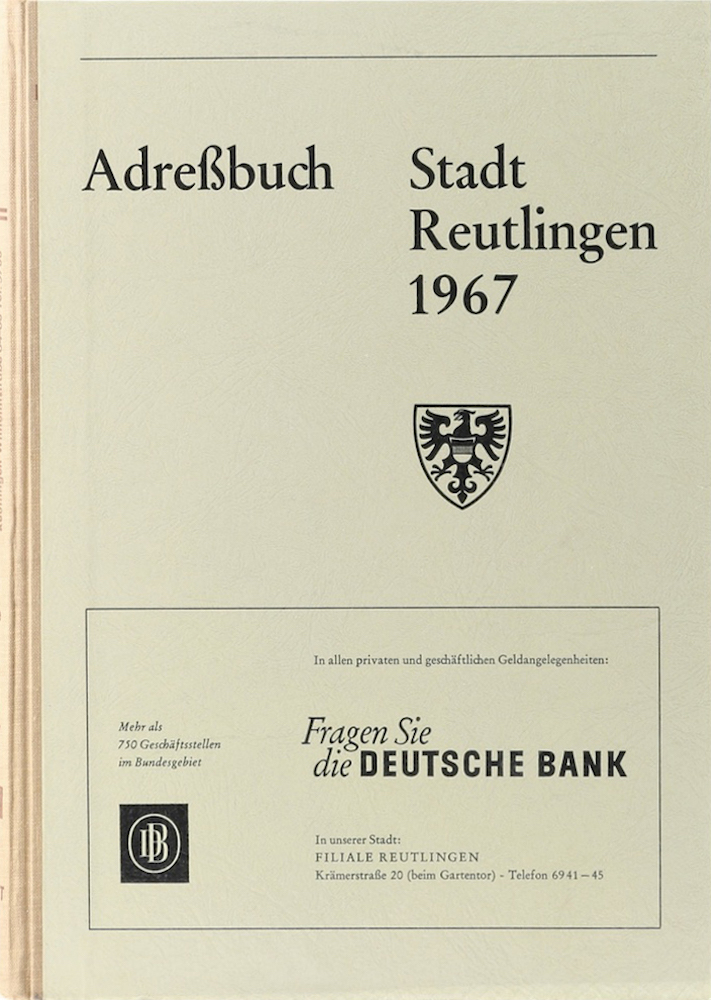 Adreßbuch
Stadt
Reutlingen
1967
In allen privaten und geschäftlichen Geldangelegenheiten:
Mehr als
750 Geschäftsstellen
im Bundesgebiet
Fragen Sie
die DEUTSCHE BANK
DB
In unserer Stadt:
FILIALE REUTLINGEN
Krämerstraße 20 (beim Gartentor) - Telefon 6941—45